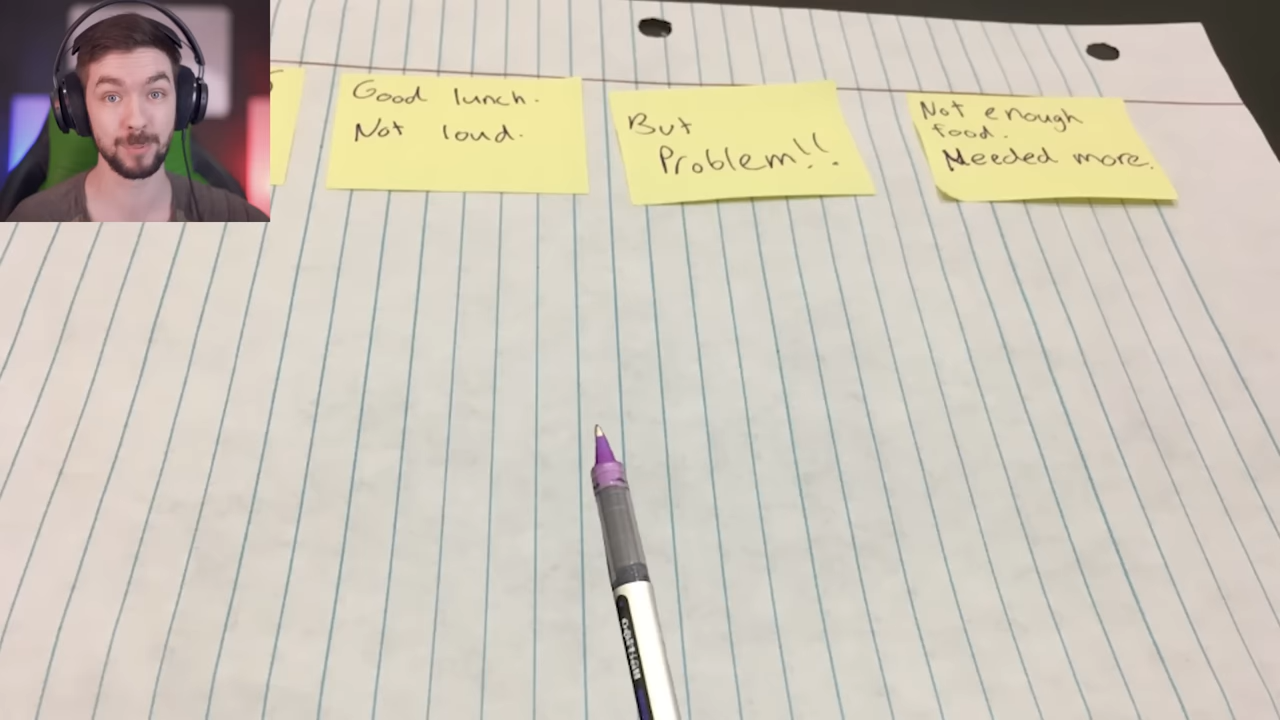 Good lunch.
Not loud.
But
Problem!!
Not enough
food.
Needed more.